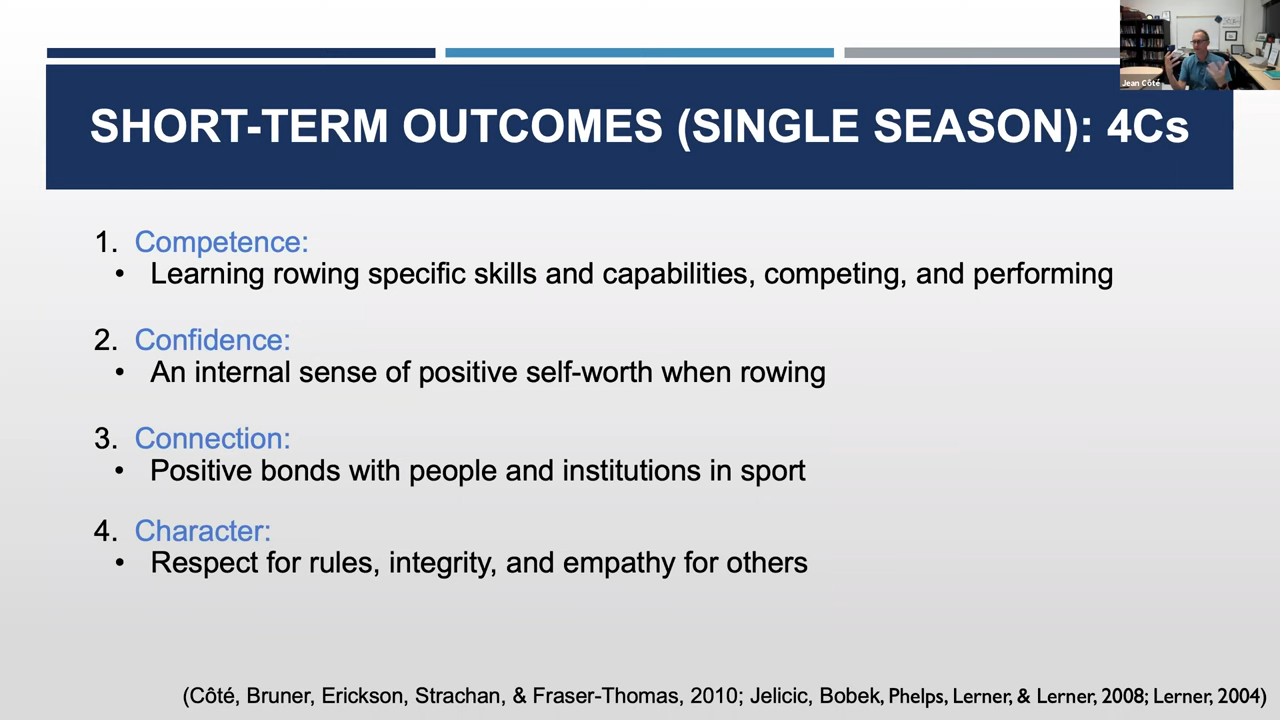 Jean Côté
SHORT-TERM OUTCOMES (SINGLE SEASON): 4Cs
1. Competence:
• Learning rowing specific skills and capabilities, competing, and performing
2. Confidence:
• An internal sense of positive self-worth when rowing
3. Connection:
• Positive bonds with people and institutions in sport
4. Character:
• Respect for rules, integrity, and empathy for others
(Côté, Bruner, Erickson, Strachan, & Fraser-Thomas, 2010; Jelicic, Bobek, Phelps, Lerner, & Lerner, 2008; Lerner, 2004)